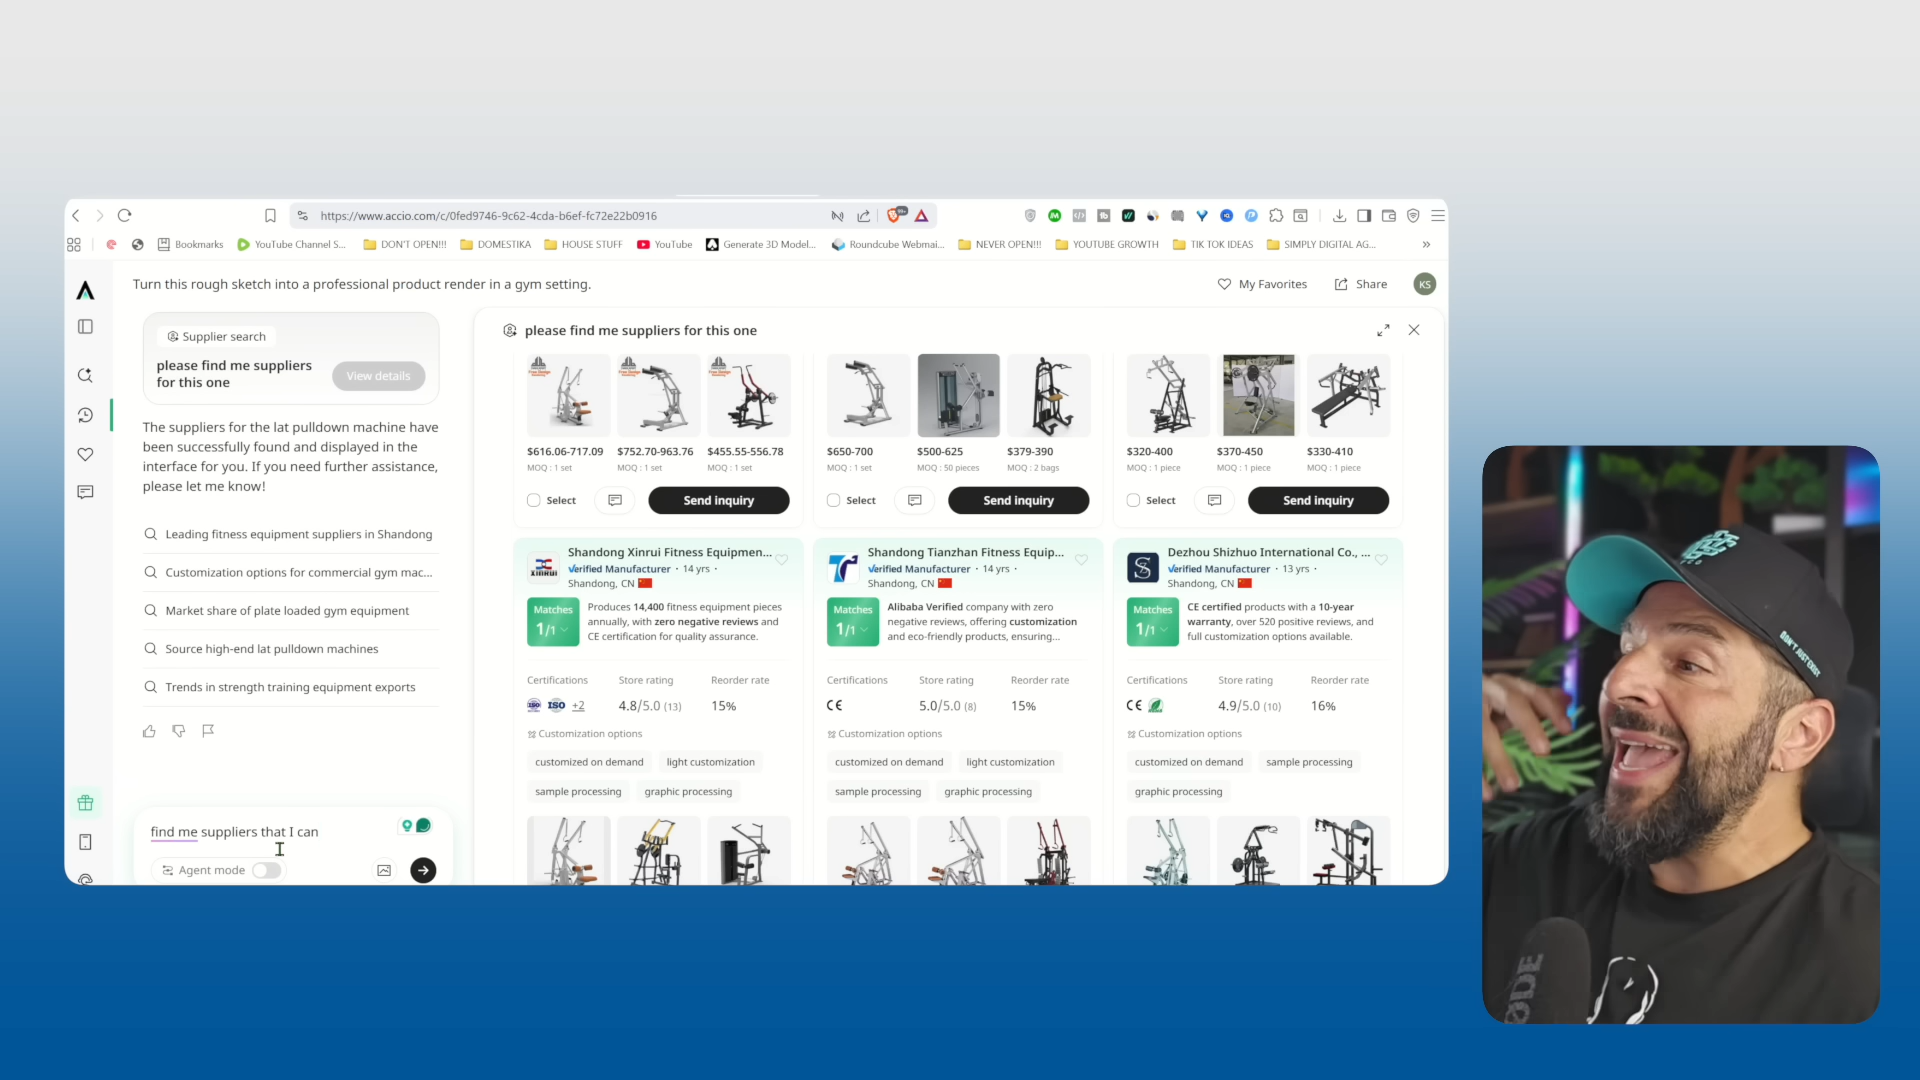 https://www.accio.com/c/0fed9746-9c62-4cda-b6ef-fc72e22b0916
Bookmarks
YouTube Channel S...
DON'T OPEN!!!
DOMESTIKA
HOUSE STUFF
YouTube
Generate 3D Model...
Roundcube Webmai...
NEVER OPEN!!!
YOUTUBE GROWTH
TIK TOK IDEAS
SIMPLY DIGITAL AG...
Turn this rough sketch into a professional product render in a gym setting.
My Favorites
Share
KS
Supplier search
please find me suppliers
for this one
View details
The suppliers for the lat pulldown machine have
been successfully found and displayed in the
interface for you. If you need further assistance,
please let me know!
Leading fitness equipment suppliers in Shandong
Customization options for commercial gym mac...
Market share of plate loaded gym equipment
Source high-end lat pulldown machines
Trends in strength training equipment exports
find me suppliers that I can
Agent mode
please find me suppliers for this one
$616.06-717.09
MOQ : 1 set
$752.70-963.76
MOQ : 1 set
$455.55-556.78
MOQ : 1 set
Select
Send inquiry
$650-700
MOQ : 1 set
$500-625
MOQ : 50 pieces
$379-390
MOQ : 2 bags
Select
Send inquiry
$320-400
MOQ : 1 piece
$370-450
MOQ : 1 piece
$330-410
MOQ : 1 piece
Select
Send inquiry
XINRUI
Shandong Xinrui Fitness Equipmen...
Verified Manufacturer · 14 yrs ·
Shandong, CN
Matches
1/1
Produces 14,400 fitness equipment pieces
annually, with zero negative reviews and
CE certification for quality assurance.
Certifications
Store rating
Reorder rate
ISO
ISO
+2
4.8/5.0 (13)
15%
Customization options
customized on demand
light customization
sample processing
graphic processing
Shandong Tianzhan Fitness Equip...
Verified Manufacturer · 14 yrs ·
Shandong, CN
Matches
1/1
Alibaba Verified company with zero
negative reviews, offering customization
and eco-friendly products, ensuring...
Certifications
Store rating
Reorder rate
CE
5.0/5.0 (8)
15%
Customization options
customized on demand
light customization
sample processing
graphic processing
Dezhou Shizhuo International Co., ...
Verified Manufacturer · 13 yrs ·
Shandong, CN
Matches
1/1
CE certified products with a 10-year
warranty, over 520 positive reviews, and
full customization options available.
Certifications
Store rating
Reorder rate
CE
4.9/5.0 (10)
16%
Customization options
customized on demand
sample processing
graphic processing
DON'T JUST EXIST